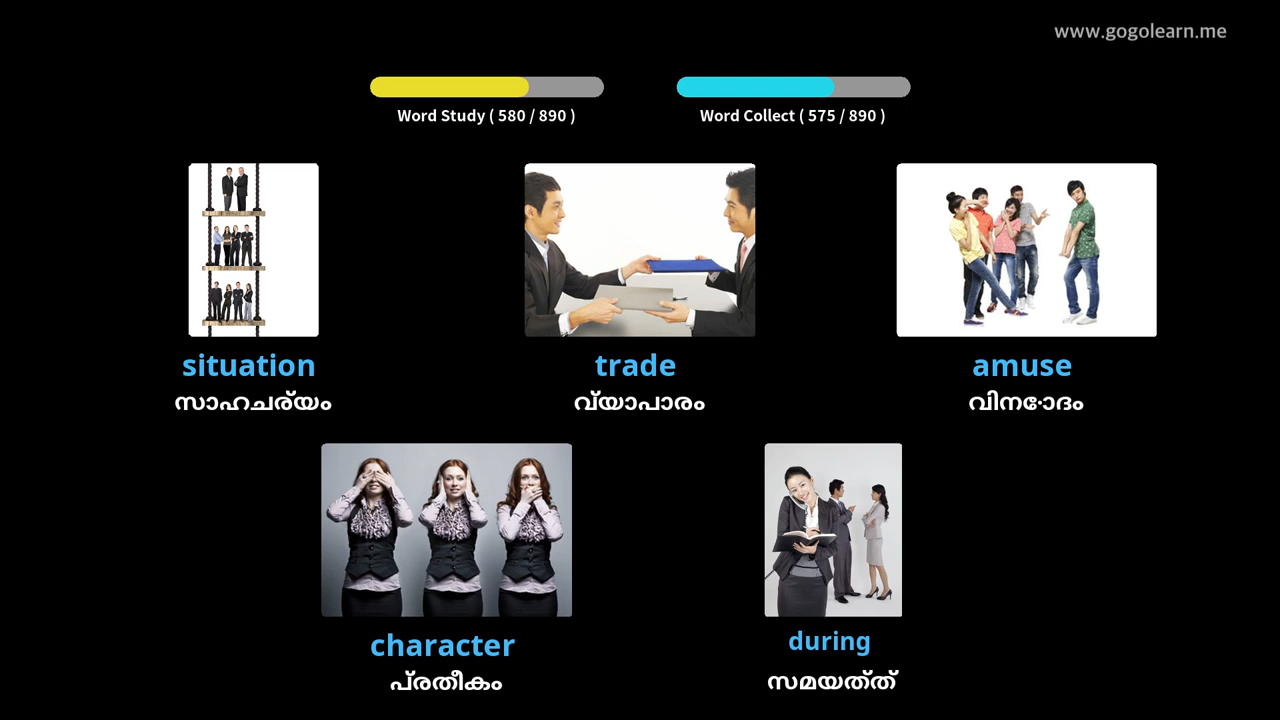 www.gogolearn.me
Word Study ( 580 / 890 )
Word Collect ( 575 / 890 )
situation
സാഹചര്യം
trade
വ്യാപാരം
amuse
വിനോദം
character
പ്രതീകം
during
സമയത്ത്